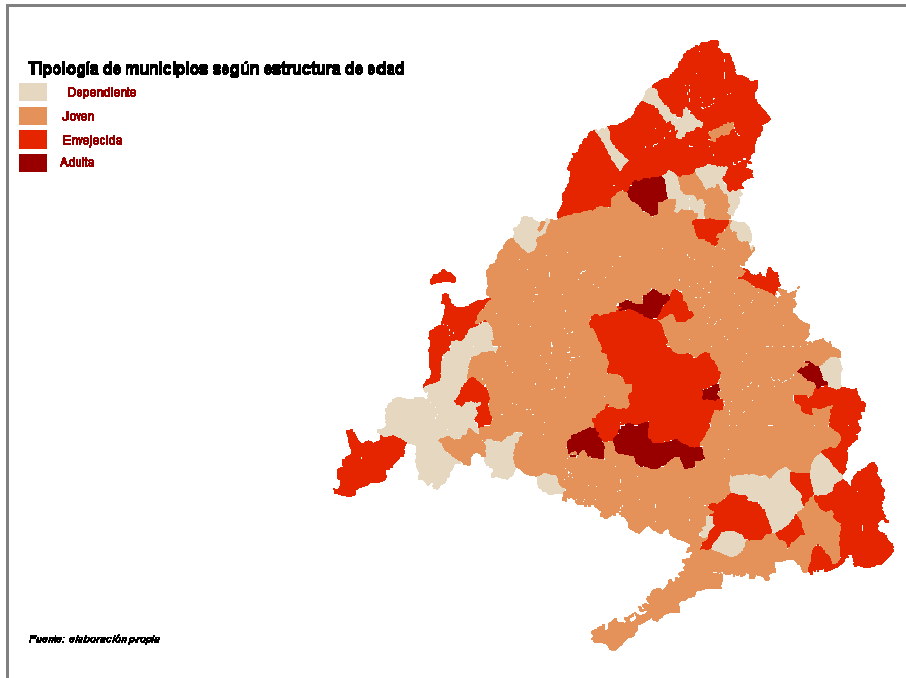 Tipología de municipios según estructura de edad
Dependiente
Joven
Envejecida
Adulta
Fuente: elaboración propia